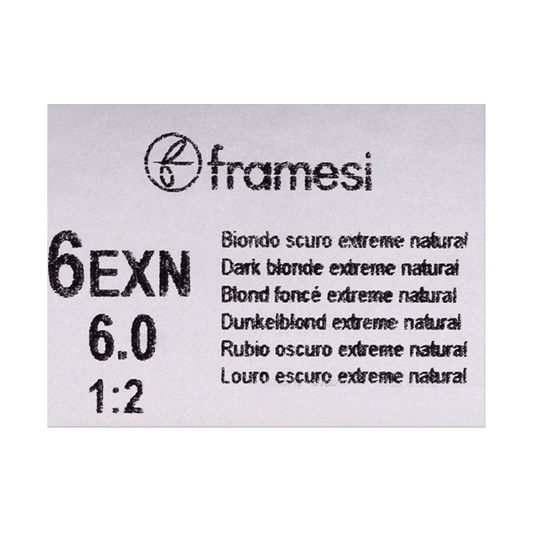 framesi
6EXN
6.0
1:2
Biondo scuro extreme natural
Dark blonde extreme natural
Blond foncé extreme natural
Dunkelblond extreme natural
Rubio oscuro extreme natural
Louro escuro extreme natural